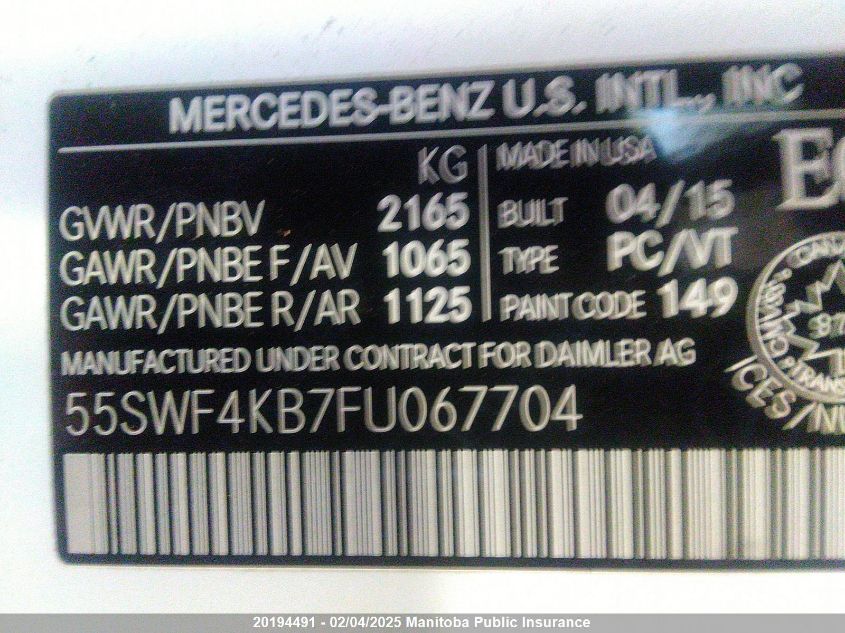 MERCEDES-BENZ U.S. INTL., INC
KG
GVWR/PNBV 2165
GAWR/PNBE F/AV 1065
GAWR/PNBE R/AR 1125
MADE IN USA
BUILT 04/15
TYPE PC/VT
PAINT CODE 149
MANUFACTURED UNDER CONTRACT FOR DAIMLER AG
55SWF4KB7FU067704
20194491 - 02/04/2025 Manitoba Public Insurance